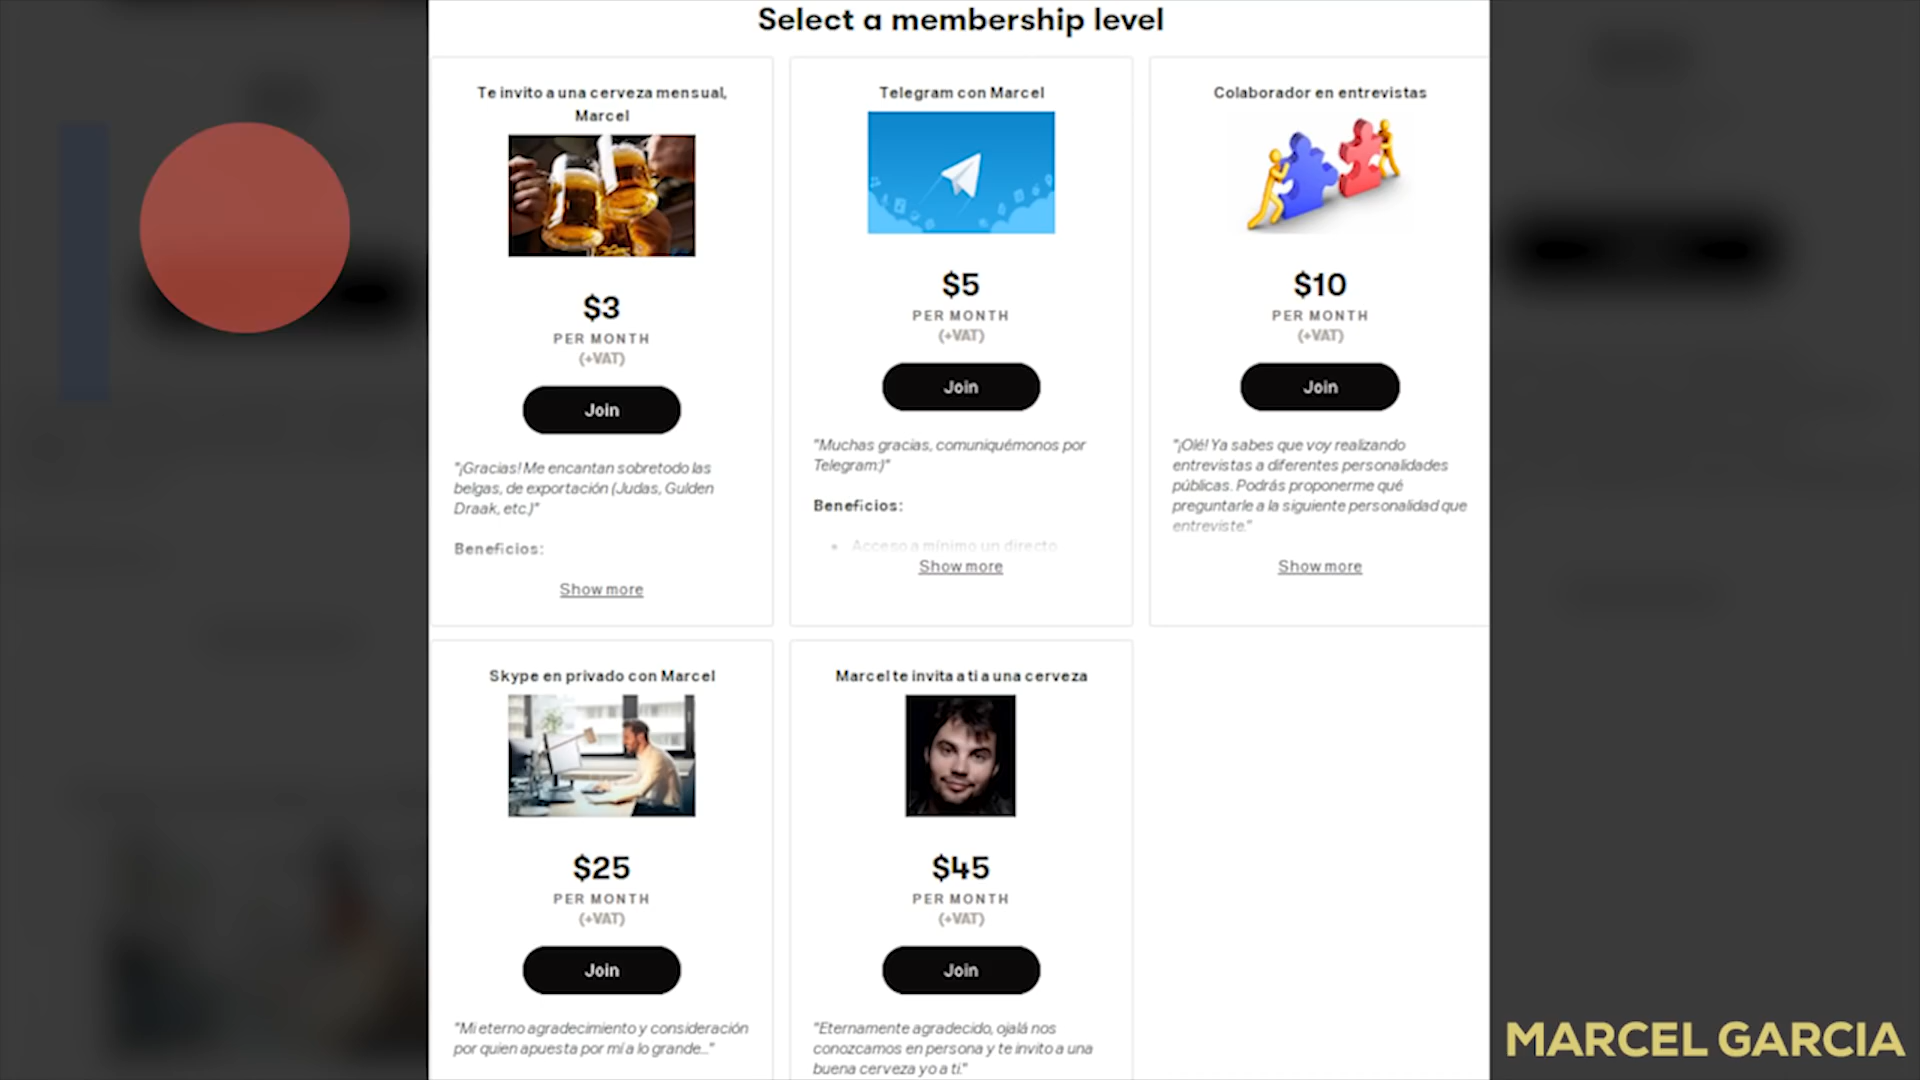 Select a membership level
Te invito a una cerveza mensual,
Marcel
$3
PER MONTH
(+VAT)
Join
"¡Gracias! Me encantan sobretodo las
belgas, de exportación (Judas, Gulden
Draak, etc.)"
Beneficios:
Show more
Telegram con Marcel
$5
PER MONTH
(+VAT)
Join
"Muchas gracias, comuniquémonos por
Telegram:)"
Beneficios:
• Acceso a mínimo un directo
Show more
Colaborador en entrevistas
$10
PER MONTH
(+VAT)
Join
"¡Olé! Ya sabes que voy realizando
entrevistas a diferentes personalidades
públicas. Podrás proponerme qué
preguntarle a la siguiente personalidad que
entreviste."
Show more
Skype en privado con Marcel
$25
PER MONTH
(+VAT)
Join
"Mi eterno agradecimiento y consideración
por quien apuesta por mí a lo grande..."
Marcel te invita a ti a una cerveza
$45
PER MONTH
(+VAT)
Join
"Eternamente agradecido, ojalá nos
conozcamos en persona y te invito a una
buena cerveza yo a ti."
MARCEL GARCIA